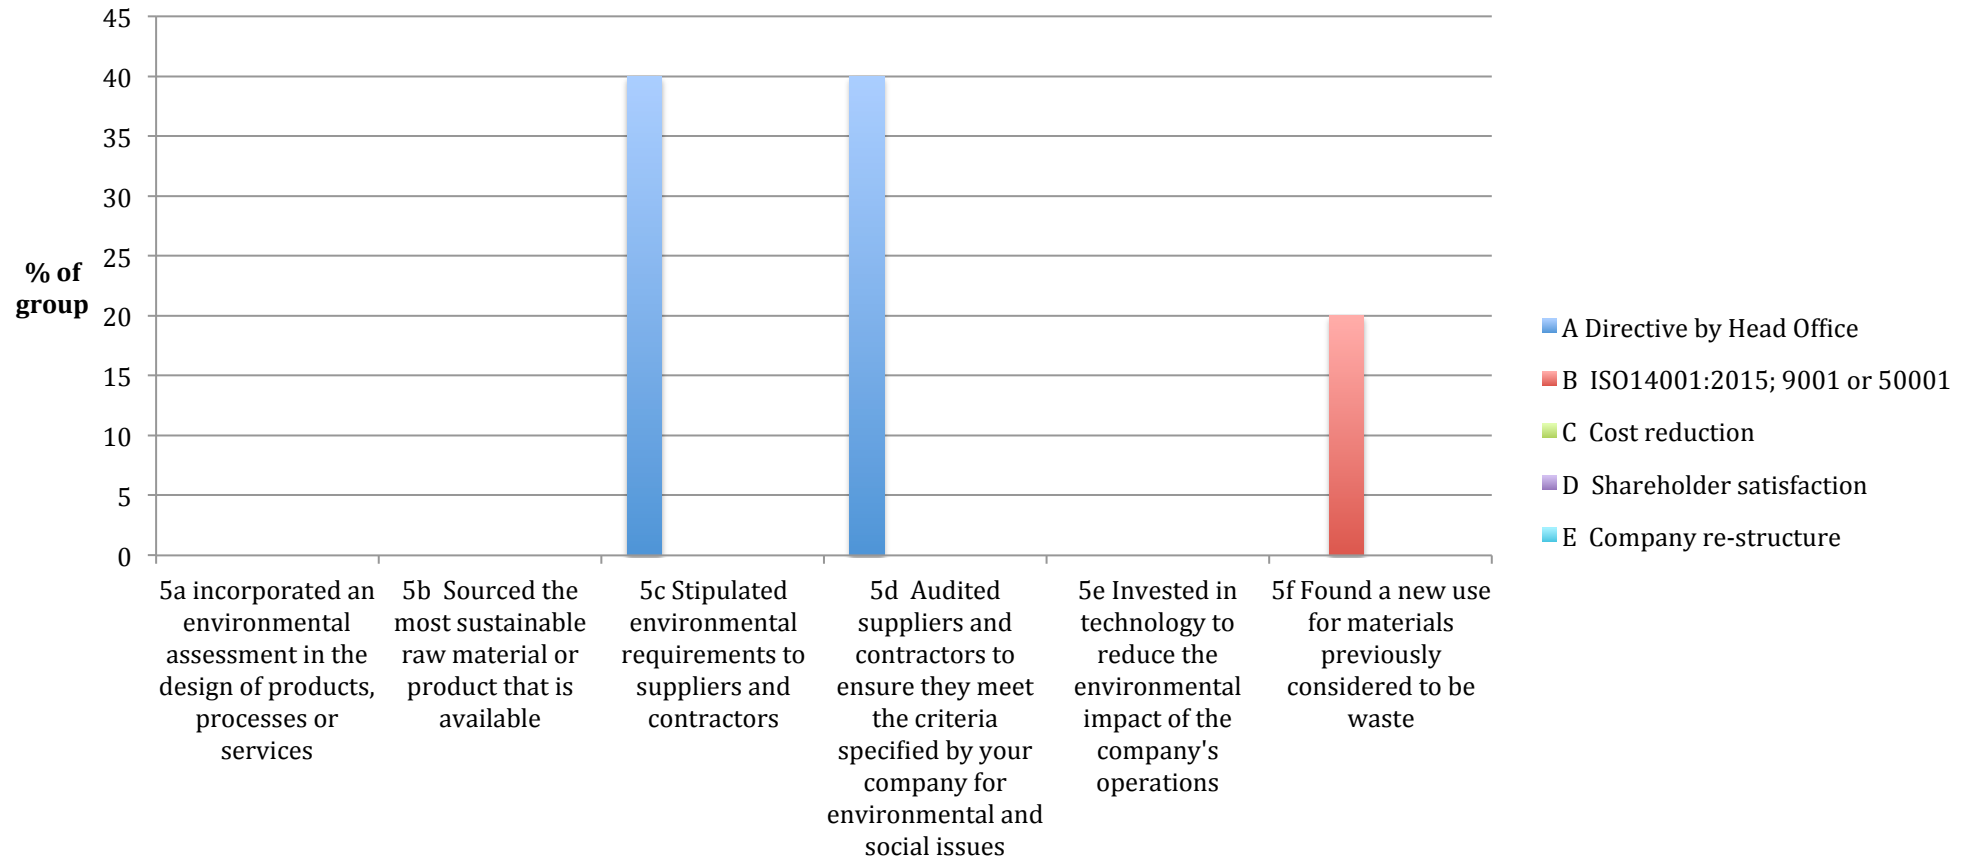 45
40
35
30
25
20
15
10
5
0
% of
group
5a incorporated an
environmental
assessment in the
design of products,
processes or
services
5b  Sourced the
most sustainable
raw material or
product that is
available
5c Stipulated
environmental
requirements to
suppliers and
contractors
5d  Audited
suppliers and
contractors to
ensure they meet
the criteria
specified by your
company for
environmental and
social issues
5e Invested in
technology to
reduce the
environmental
impact of the
company's
operations
5f Found a new use
for materials
previously
considered to be
waste
A Directive by Head Office
B  ISO14001:2015; 9001 or 50001
C  Cost reduction
D  Shareholder satisfaction
E  Company re-structure